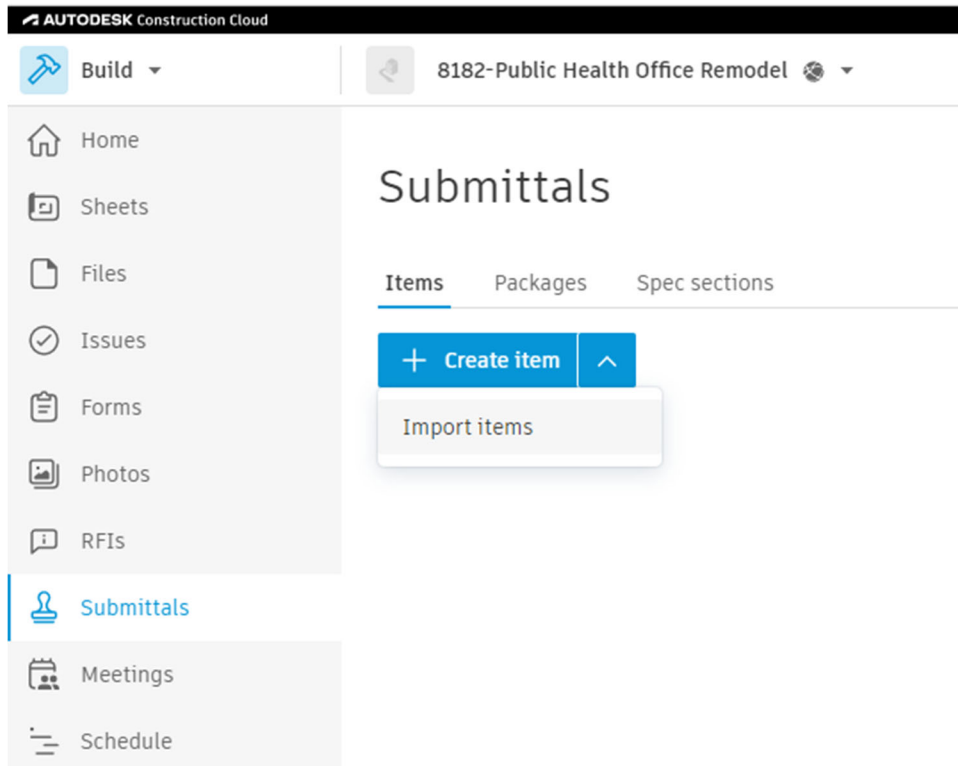 AUTODESK Construction Cloud
Build
8182-Public Health Office Remodel
Home
Sheets
Files
Issues
Forms
Photos
RFIs
Submittals
Meetings
Schedule
Submittals
Items Packages Spec sections
Create item
Import items